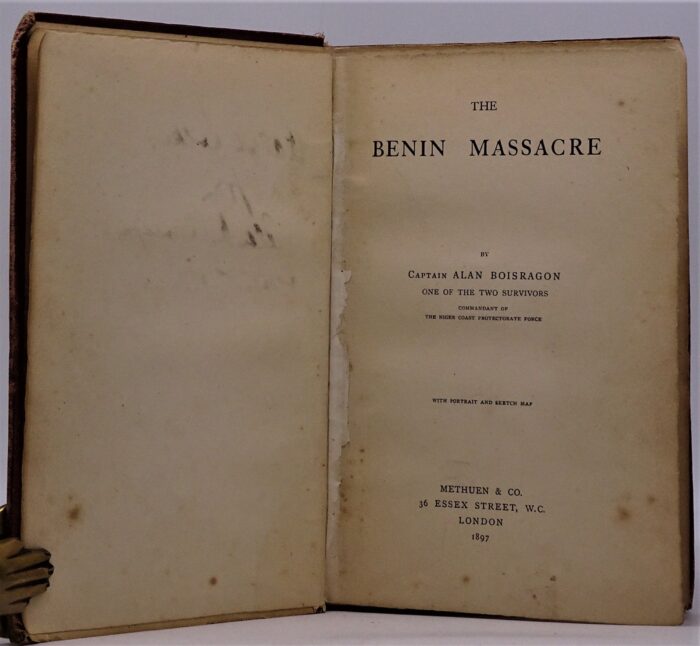 THE
BENIN MASSACRE
BY
CAPTAIN ALAN BOISRAGON
ONE OF THE TWO SURVIVORS
COMMANDANT OF
THE NIGER COAST PROTECTORATE FORCE
WITH PORTRAIT AND SKETCH MAP
METHUEN & CO.
36 ESSEX STREET, W.C.
LONDON
1897